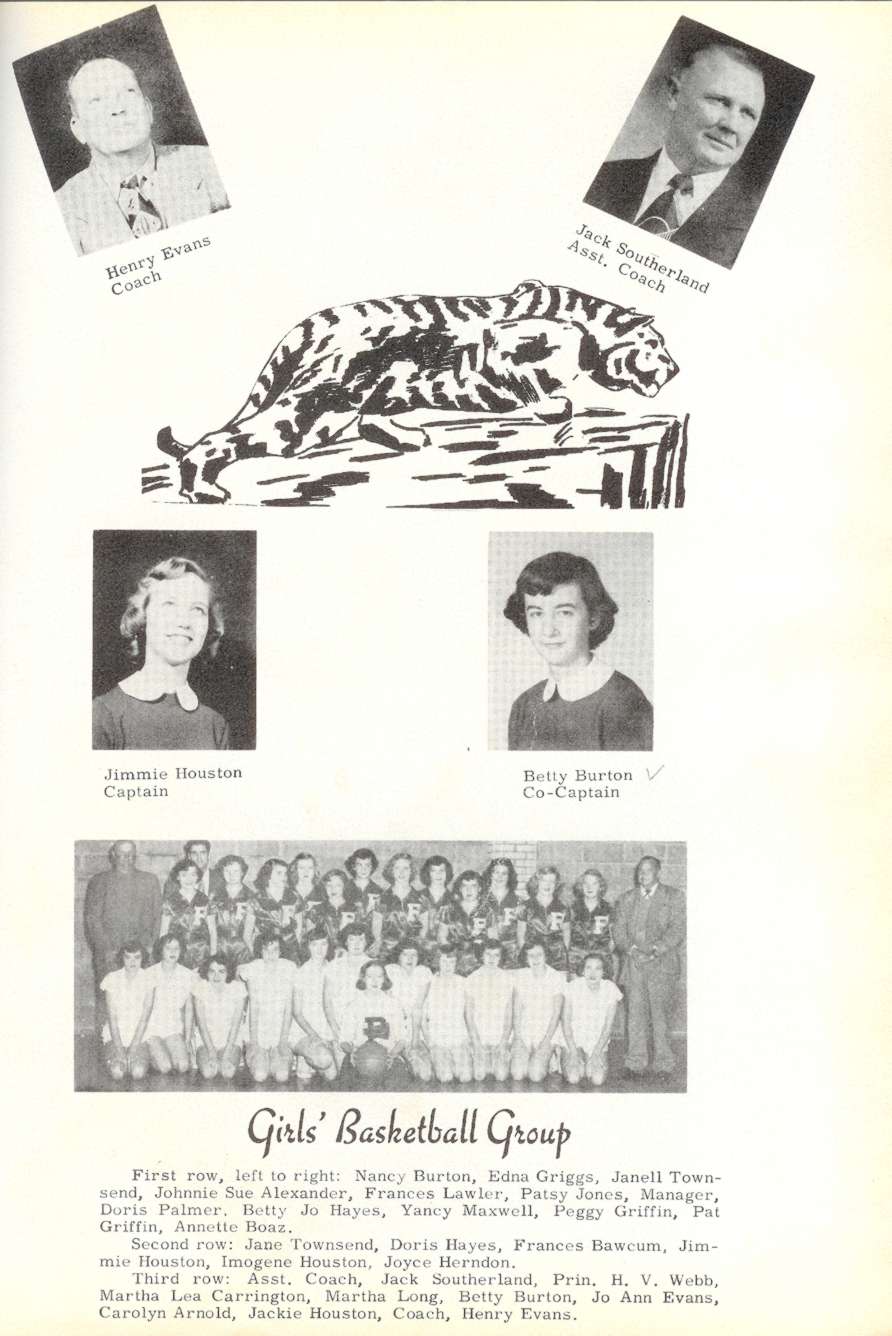 Henry Evans
Coach
Jack Southerland
Asst. Coach
Jimmie Houston
Captain
Betty Burton ✓
Co-Captain
F F F F F F F F F
B
Girls' Basketball Group
First row, left to right: Nancy Burton, Edna Griggs, Janell Town-
send, Johnnie Sue Alexander, Frances Lawler, Patsy Jones, Manager,
Doris Palmer. Betty Jo Hayes, Yancy Maxwell, Peggy Griffin, Pat
Griffin, Annette Boaz.
Second row: Jane Townsend, Doris Hayes, Frances Bawcum, Jim-
mie Houston, Imogene Houston, Joyce Herndon.
Third row: Asst. Coach, Jack Southerland, Prin. H. V. Webb,
Martha Lea Carrington, Martha Long, Betty Burton, Jo Ann Evans,
Carolyn Arnold, Jackie Houston, Coach, Henry Evans.